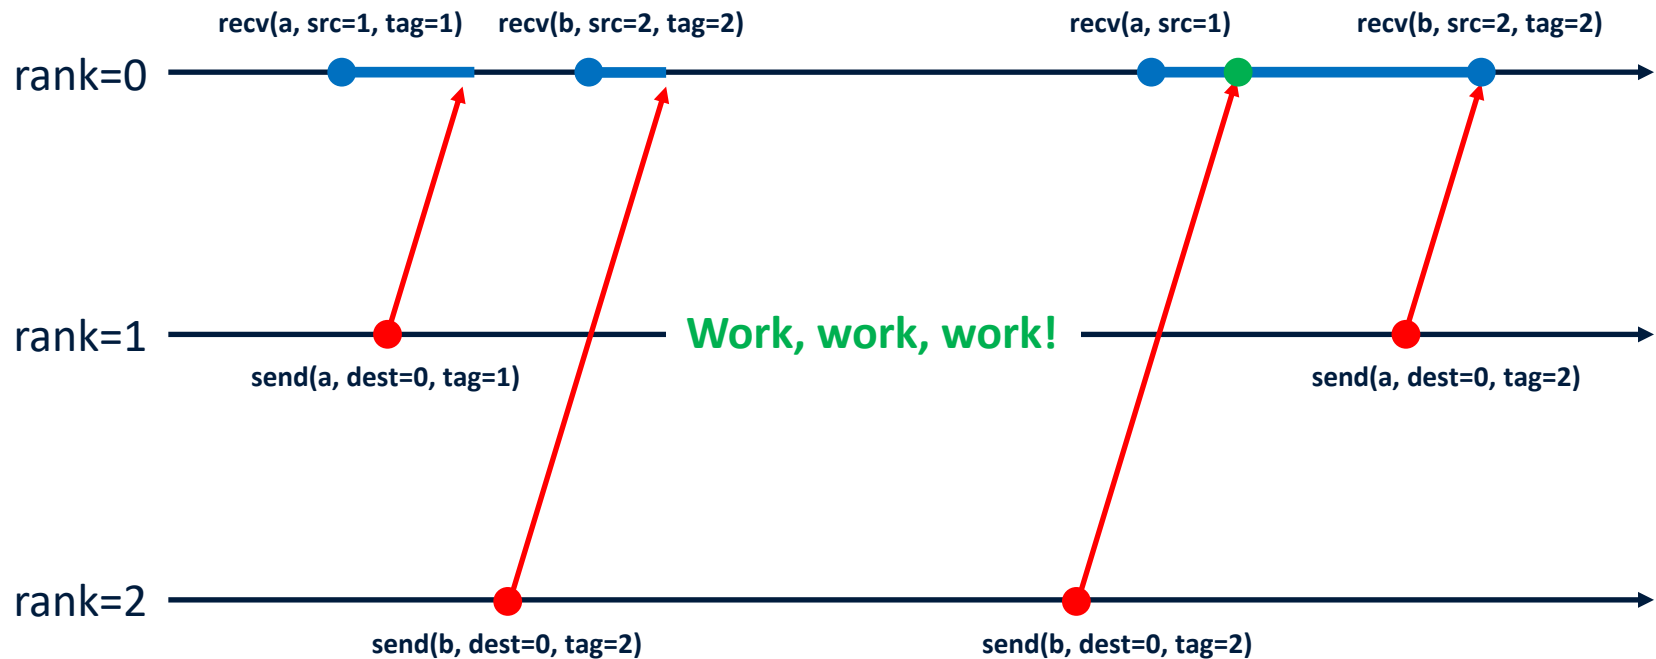 recv(a, src=1, tag=1)
recv(b, src=2, tag=2)
recv(a, src=1)
recv(b, src=2, tag=2)
rank=0
rank=1
Work, work, work!
send(a, dest=0, tag=1)
send(a, dest=0, tag=2)
rank=2
send(b, dest=0, tag=2)
send(b, dest=0, tag=2)